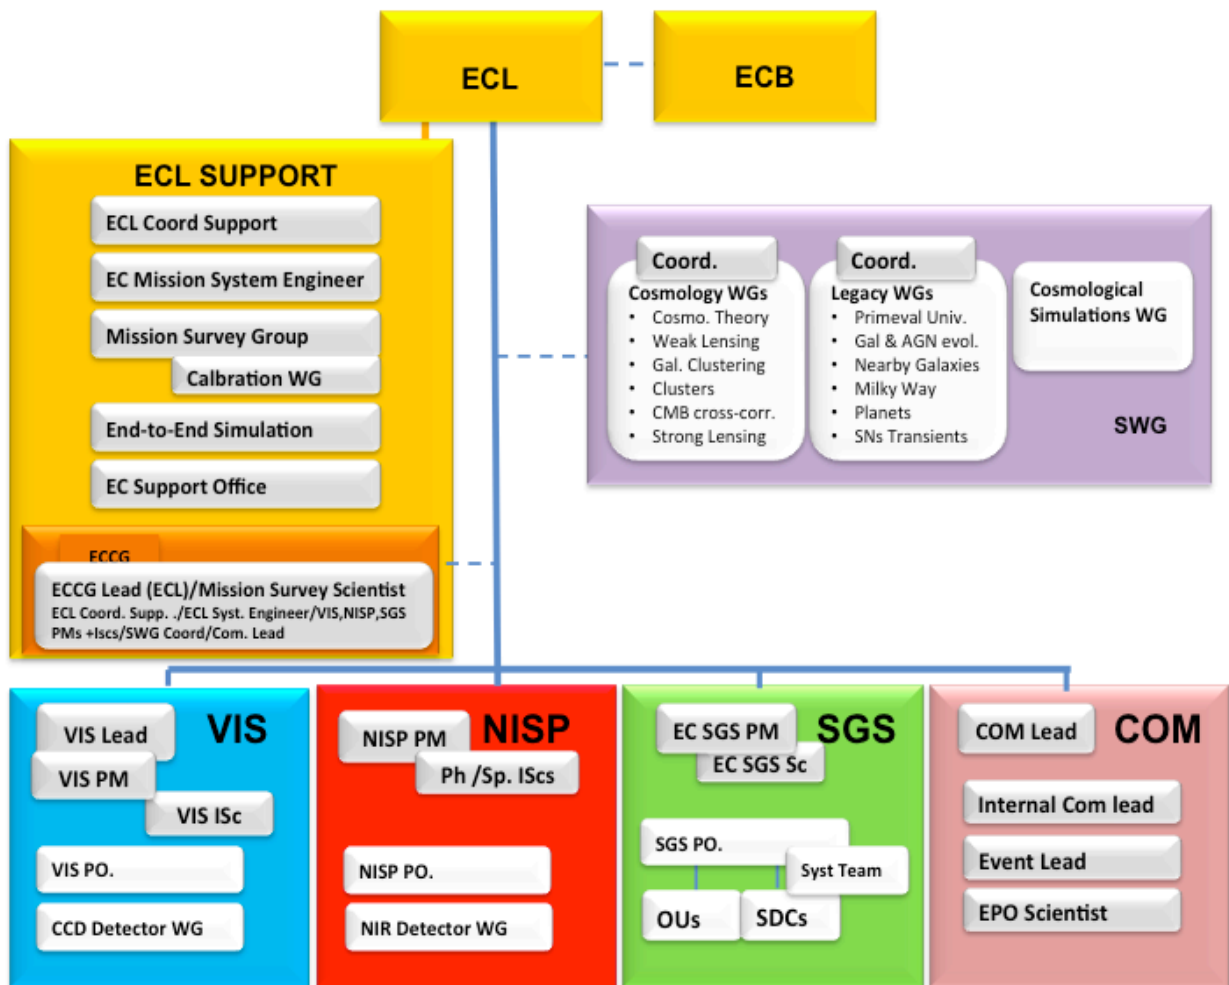 ECL
ECB
ECL SUPPORT
ECL Coord Support
EC Mission System Engineer
Mission Survey Group
Calbration WG
End-to-End Simulation
EC Support Office
ECCG
ECCG Lead (ECL)/Mission Survey Scientist
ECL Coord. Supp. ./ECL Syst. Engineer/VIS,NISP,SGS
PMs +Iscs/SWG Coord/Com. Lead
Coord.
Cosmology WGs
• Cosmo. Theory
• Weak Lensing
• Gal. Clustering
• Clusters
• CMB cross-corr.
• Strong Lensing
Coord.
Legacy WGs
• Primeval Univ.
• Gal & AGN evol.
• Nearby Galaxies
• Milky Way
• Planets
• SNs Transients
Cosmological
Simulations WG
SWG
VIS
VIS Lead
VIS PM
VIS ISc
VIS PO.
CCD Detector WG
NISP
NISP PM
Ph /Sp. IScs
NISP PO.
NIR Detector WG
SGS
EC SGS PM
EC SGS Sc
SGS PO.
Syst Team
OUs
SDCs
COM
COM Lead
Internal Com lead
Event Lead
EPO Scientist